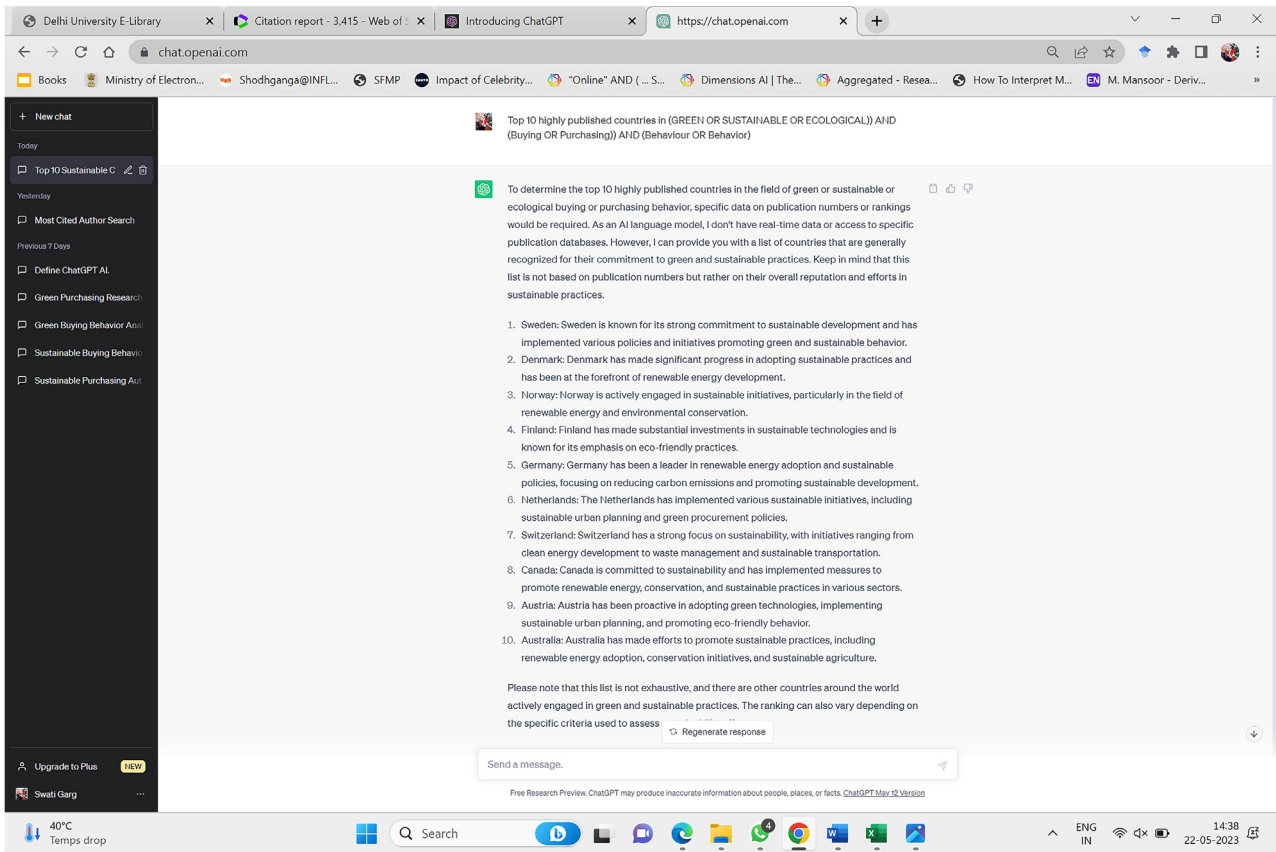 Delhi University E-Library
Citation report - 3,415 - Web of S
Introducing ChatGPT
https://chat.openai.com
chat.openai.com
Books
Ministry of Electron...
Shodhganga@INFL...
SFMP
Impact of Celebrity...
"Online" AND ( ... S...
Dimensions AI | The...
Aggregated - Resea...
How To Interpret M...
EN M. Mansoor - Deriv...
»
+ New chat
Today
Top 10 Sustainable C
Yesterday
Most Cited Author Search
Previous 7 Days
Define ChatGPT AI.
Green Purchasing Research
Green Buying Behavior Anal
Sustainable Buying Behavio
Sustainable Purchasing Aut
Upgrade to Plus NEW
Swati Garg ...
Top 10 highly published countries in (GREEN OR SUSTAINABLE OR ECOLOGICAL)) AND
(Buying OR Purchasing)) AND (Behaviour OR Behavior)
To determine the top 10 highly published countries in the field of green or sustainable or
ecological buying or purchasing behavior, specific data on publication numbers or rankings
would be required. As an AI language model, I don't have real-time data or access to specific
publication databases. However, I can provide you with a list of countries that are generally
recognized for their commitment to green and sustainable practices. Keep in mind that this
list is not based on publication numbers but rather on their overall reputation and efforts in
sustainable practices.
1. Sweden: Sweden is known for its strong commitment to sustainable development and has
implemented various policies and initiatives promoting green and sustainable behavior.
2. Denmark: Denmark has made significant progress in adopting sustainable practices and
has been at the forefront of renewable energy development.
3. Norway: Norway is actively engaged in sustainable initiatives, particularly in the field of
renewable energy and environmental conservation.
4. Finland: Finland has made substantial investments in sustainable technologies and is
known for its emphasis on eco-friendly practices.
5. Germany: Germany has been a leader in renewable energy adoption and sustainable
policies, focusing on reducing carbon emissions and promoting sustainable development.
6. Netherlands: The Netherlands has implemented various sustainable initiatives, including
sustainable urban planning and green procurement policies.
7. Switzerland: Switzerland has a strong focus on sustainability, with initiatives ranging from
clean energy development to waste management and sustainable transportation.
8. Canada: Canada is committed to sustainability and has implemented measures to
promote renewable energy, conservation, and sustainable practices in various sectors.
9. Austria: Austria has been proactive in adopting green technologies, implementing
sustainable urban planning, and promoting eco-friendly behavior.
10. Australia: Australia has made efforts to promote sustainable practices, including
renewable energy adoption, conservation initiatives, and sustainable agriculture.
Please note that this list is not exhaustive, and there are other countries around the world
actively engaged in green and sustainable practices. The ranking can also vary depending on
the specific criteria used to assess
Regenerate response
Send a message.
Free Research Preview. ChatGPT may produce inaccurate information about people, places, or facts. ChatGPT May 12 Version
40°C
Temps drop
Search
4
ENG
IN
14:38
22-05-2023